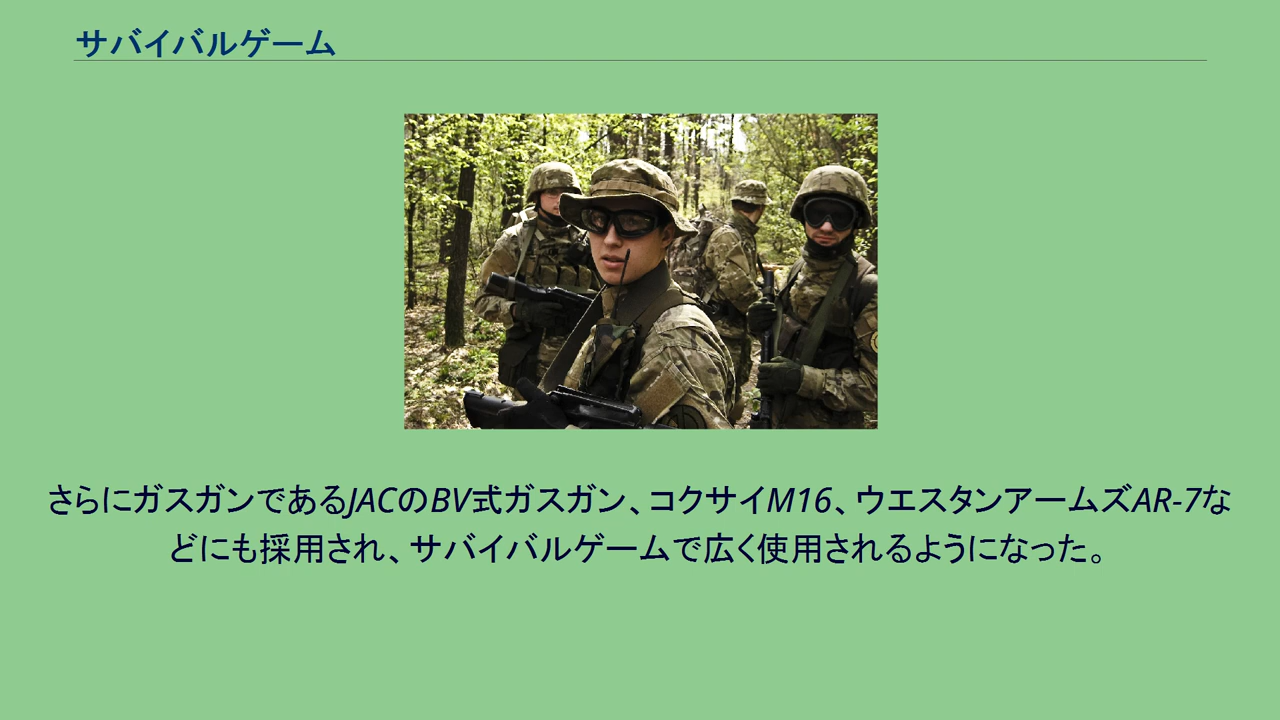 サバイバルゲーム
さらにガスガンであるJACのBV式ガスガン、コクサイM16、ウエスタンアームズAR-7な
どにも採用され、サバイバルゲームで広く使用されるようになった。